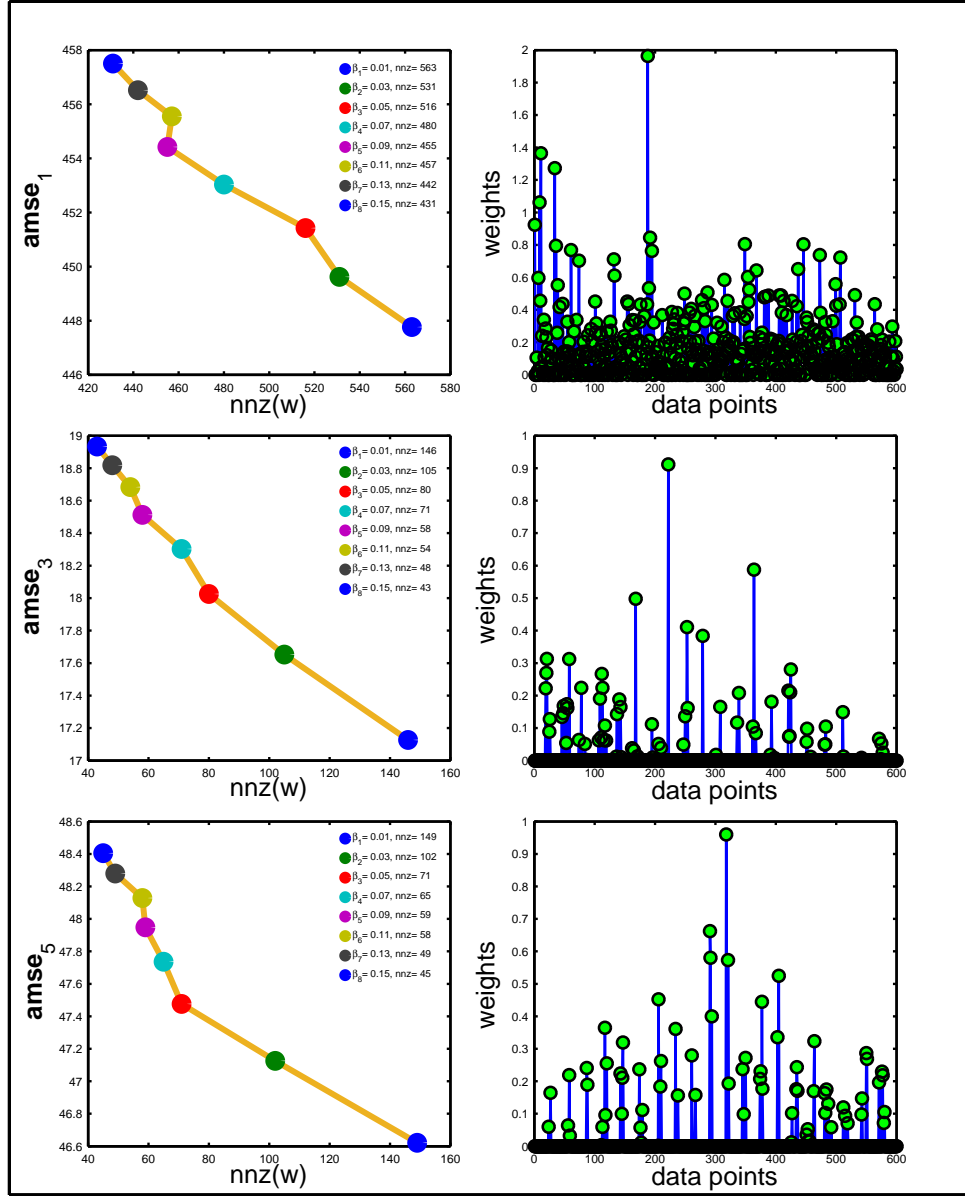 458
456
454
452
450
448
446
420 440 460 480 500 520 540 560 580
amse1
nnz(w)
β1= 0.01, nnz= 563
β2= 0.03, nnz= 531
β3= 0.05, nnz= 516
β4= 0.07, nnz= 480
β5= 0.09, nnz= 455
β6= 0.11, nnz= 457
β7= 0.13, nnz= 442
β8= 0.15, nnz= 431
2
1.8
1.6
1.4
1.2
1
0.8
0.6
0.4
0.2
0
0 100 200 300 400 500 600
weights
data points
19
18.8
18.6
18.4
18.2
18
17.8
17.6
17.4
17.2
17
40 60 80 100 120 140 160
amse3
nnz(w)
β1= 0.01, nnz= 146
β2= 0.03, nnz= 105
β3= 0.05, nnz= 80
β4= 0.07, nnz= 71
β5= 0.09, nnz= 58
β6= 0.11, nnz= 54
β7= 0.13, nnz= 48
β8= 0.15, nnz= 43
1
0.9
0.8
0.7
0.6
0.5
0.4
0.3
0.2
0.1
0
0 100 200 300 400 500 600
weights
data points
48.6
48.4
48.2
48
47.8
47.6
47.4
47.2
47
46.8
46.6
40 60 80 100 120 140 160
amse5
nnz(w)
β1= 0.01, nnz= 149
β2= 0.03, nnz= 102
β3= 0.05, nnz= 71
β4= 0.07, nnz= 65
β5= 0.09, nnz= 59
β6= 0.11, nnz= 58
β7= 0.13, nnz= 49
β8= 0.15, nnz= 45
1
0.9
0.8
0.7
0.6
0.5
0.4
0.3
0.2
0.1
0
0 100 200 300 400 500 600
weights
data points